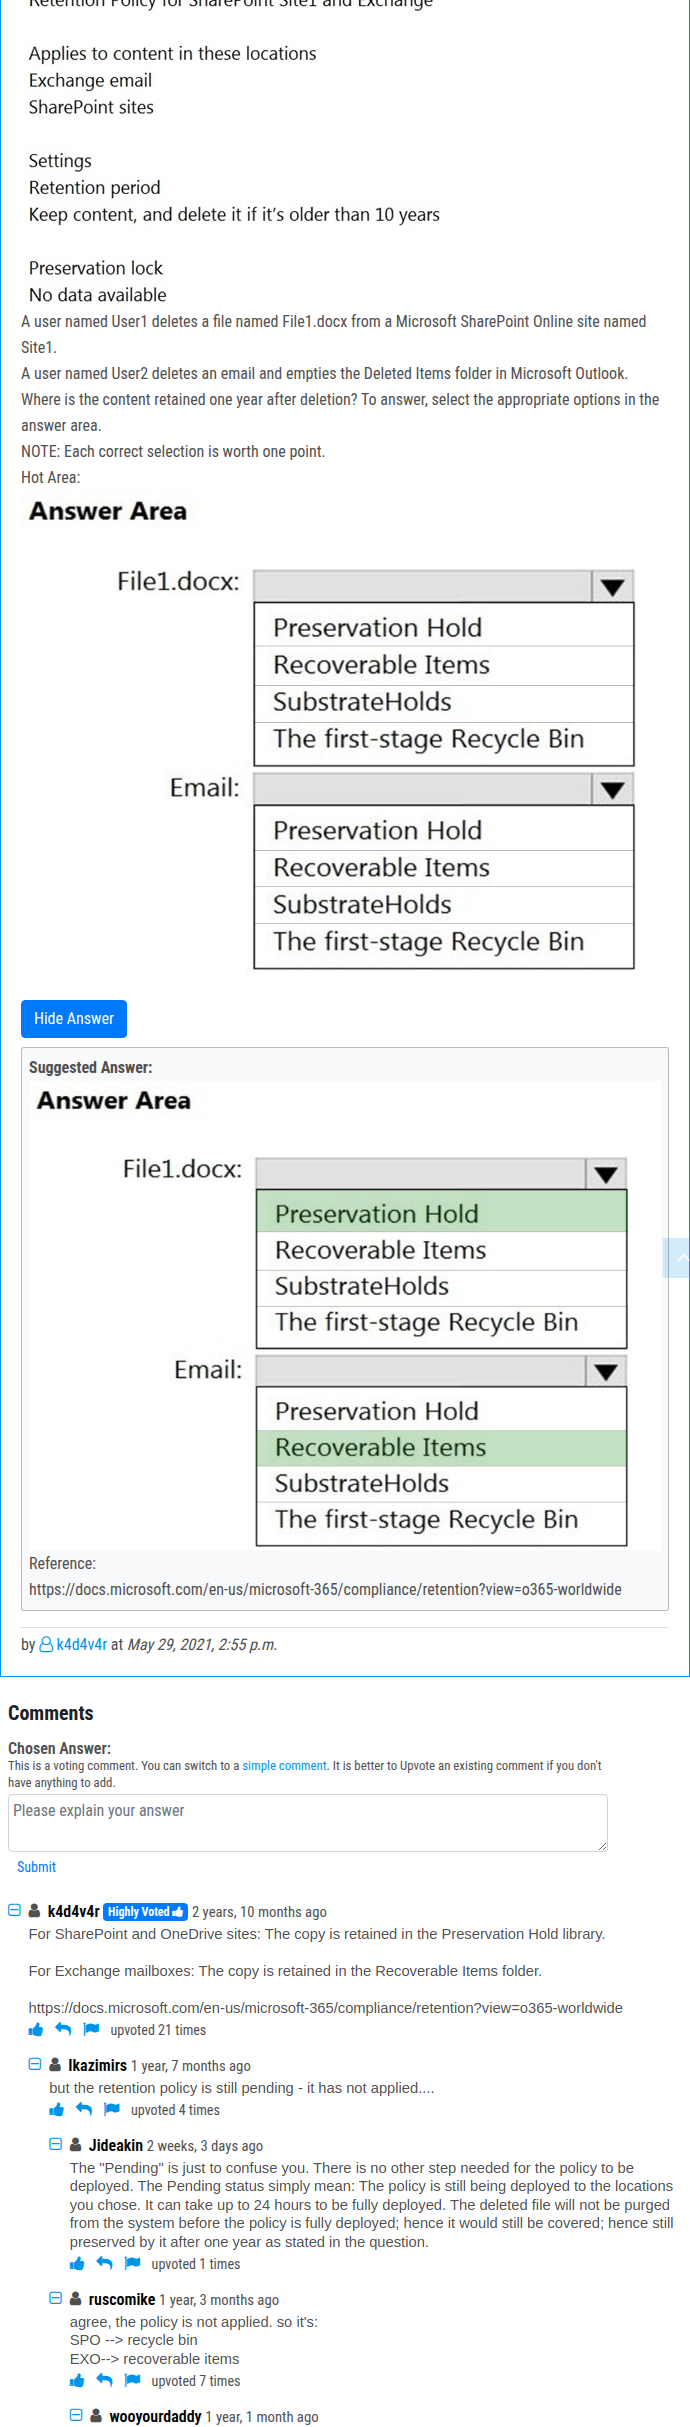 Retention Policy for SharePoint Site1 and Exchange
Applies to content in these locations
Exchange email
SharePoint sites
Settings
Retention period
Keep content, and delete it if it's older than 10 years
Preservation lock
No data available
A user named User1 deletes a file named File1.docx from a Microsoft SharePoint Online site named
Site1.
A user named User2 deletes an email and empties the Deleted Items folder in Microsoft Outlook.
Where is the content retained one year after deletion? To answer, select the appropriate options in the
answer area.
NOTE: Each correct selection is worth one point.
Hot Area:
Answer Area
File1.docx:
Preservation Hold
Recoverable Items
SubstrateHolds
The first-stage Recycle Bin
Email:
Preservation Hold
Recoverable Items
SubstrateHolds
The first-stage Recycle Bin
Hide Answer
Suggested Answer:
Answer Area
File1.docx:
Preservation Hold
Recoverable Items
SubstrateHolds
The first-stage Recycle Bin
Email:
Preservation Hold
Recoverable Items
SubstrateHolds
The first-stage Recycle Bin
Reference:
https://docs.microsoft.com/en-us/microsoft-365/compliance/retention?view=o365-worldwide
by k4d4v4r at May 29, 2021, 2:55 p.m.
Comments
Chosen Answer:
This is a voting comment. You can switch to a simple comment. It is better to Upvote an existing comment if you don't
have anything to add.
Please explain your answer
Submit
k4d4v4r Highly Voted 2 years, 10 months ago
For SharePoint and OneDrive sites: The copy is retained in the Preservation Hold library.
For Exchange mailboxes: The copy is retained in the Recoverable Items folder.
https://docs.microsoft.com/en-us/microsoft-365/compliance/retention?view=o365-worldwide
upvoted 21 times
lkazimirs 1 year, 7 months ago
but the retention policy is still pending - it has not applied....
upvoted 4 times
Jideakin 2 weeks, 3 days ago
The "Pending" is just to confuse you. There is no other step needed for the policy to be
deployed. The Pending status simply mean: The policy is still being deployed to the locations
you chose. It can take up to 24 hours to be fully deployed. The deleted file will not be purged
from the system before the policy is fully deployed; hence it would still be covered; hence still
preserved by it after one year as stated in the question.
upvoted 1 times
ruscomike 1 year, 3 months ago
agree, the policy is not applied. so it's:
SPO --> recycle bin
EXO--> recoverable items
upvoted 7 times
wooyourdaddy 1 year, 1 month ago